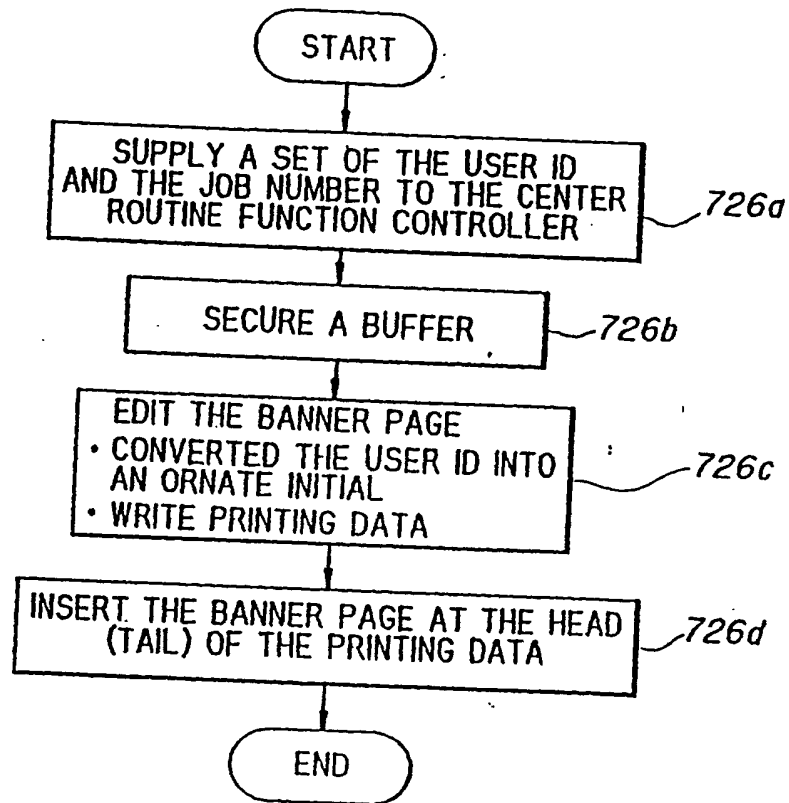 START
SUPPLY A SET OF THE USER ID
AND THE JOB NUMBER TO THE CENTER
ROUTINE FUNCTION CONTROLLER
726a
SECURE A BUFFER
726b
EDIT THE BANNER PAGE
• CONVERTED THE USER ID INTO
AN ORNATE INITIAL
• WRITE PRINTING DATA
726c
INSERT THE BANNER PAGE AT THE HEAD
(TAIL) OF THE PRINTING DATA
726d
END